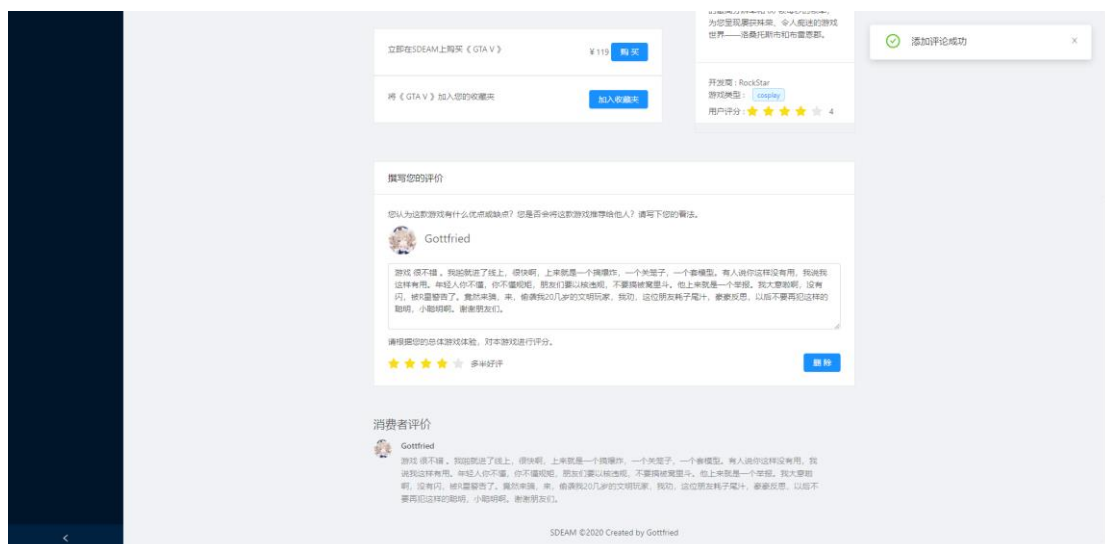 为您呈现屡获殊荣、令人痴迷的游戏
世界——洛桑托斯市和布雷恩郡。
添加评论成功
立即在SDEAM上购买《 GTA V 》
¥ 119 购 买
将《 GTA V 》加入您的收藏夹
加入收藏夹
开发商 : RockStar
游戏类型 : cosplay
用户评分 : 4
撰写您的评价
您认为这款游戏有什么优点或缺点？您是否会将这款游戏推荐给他人？请写下您的看法。
Gottfried
游戏 很不错 。我啪就进了线上，很快啊，上来就是一个搞爆炸，一个关笼子，一个套模型。有人说你这样没有用，我说我
这样有用。年轻人你不懂，你不懂规矩，朋友们要以核违规，不要搞被窝里斗。他上来就是一个举报。我大意啦啊，没有
闪，被R星警告了。竟然来骗，来，偷袭我20几岁的文明玩家，我劝，这位朋友耗子尾汁，豪豪反思，以后不要再犯这样的
聪明，小聪明啊。谢谢朋友们。
请根据您的总体游戏体验，对本游戏进行评分。
多半好评
删 除
消费者评价
Gottfried
游戏 很不错 。我啪就进了线上，很快啊，上来就是一个搞爆炸，一个关笼子，一个套模型。有人说你这样没有用，我
说我这样有用。年轻人你不懂，你不懂规矩，朋友们要以核违规，不要搞被窝里斗。他上来就是一个举报。我大意啦
啊，没有闪，被R星警告了。竟然来骗，来，偷袭我20几岁的文明玩家，我劝，这位朋友耗子尾汁，豪豪反思，以后不
要再犯这样的聪明，小聪明啊。谢谢朋友们。
SDEAM ©2020 Created by Gottfried